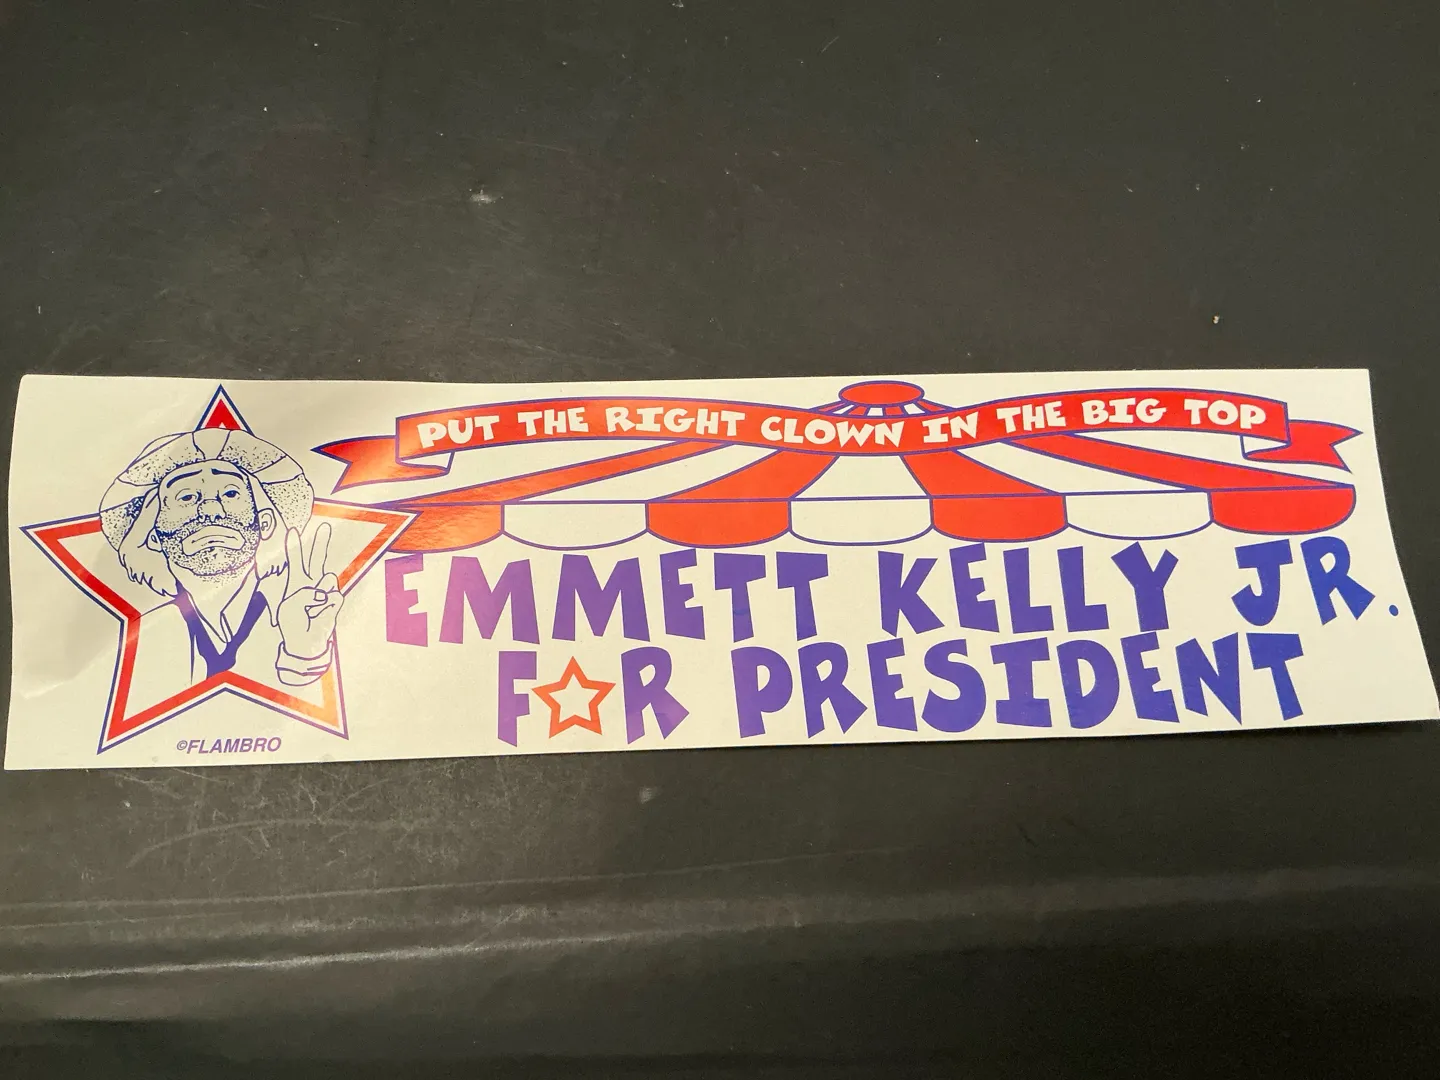 PUT THE RIGHT CLOWN IN THE BIG TOP
EMMETT KELLY JR.
F☆R PRESIDENT
©FLAMBRO